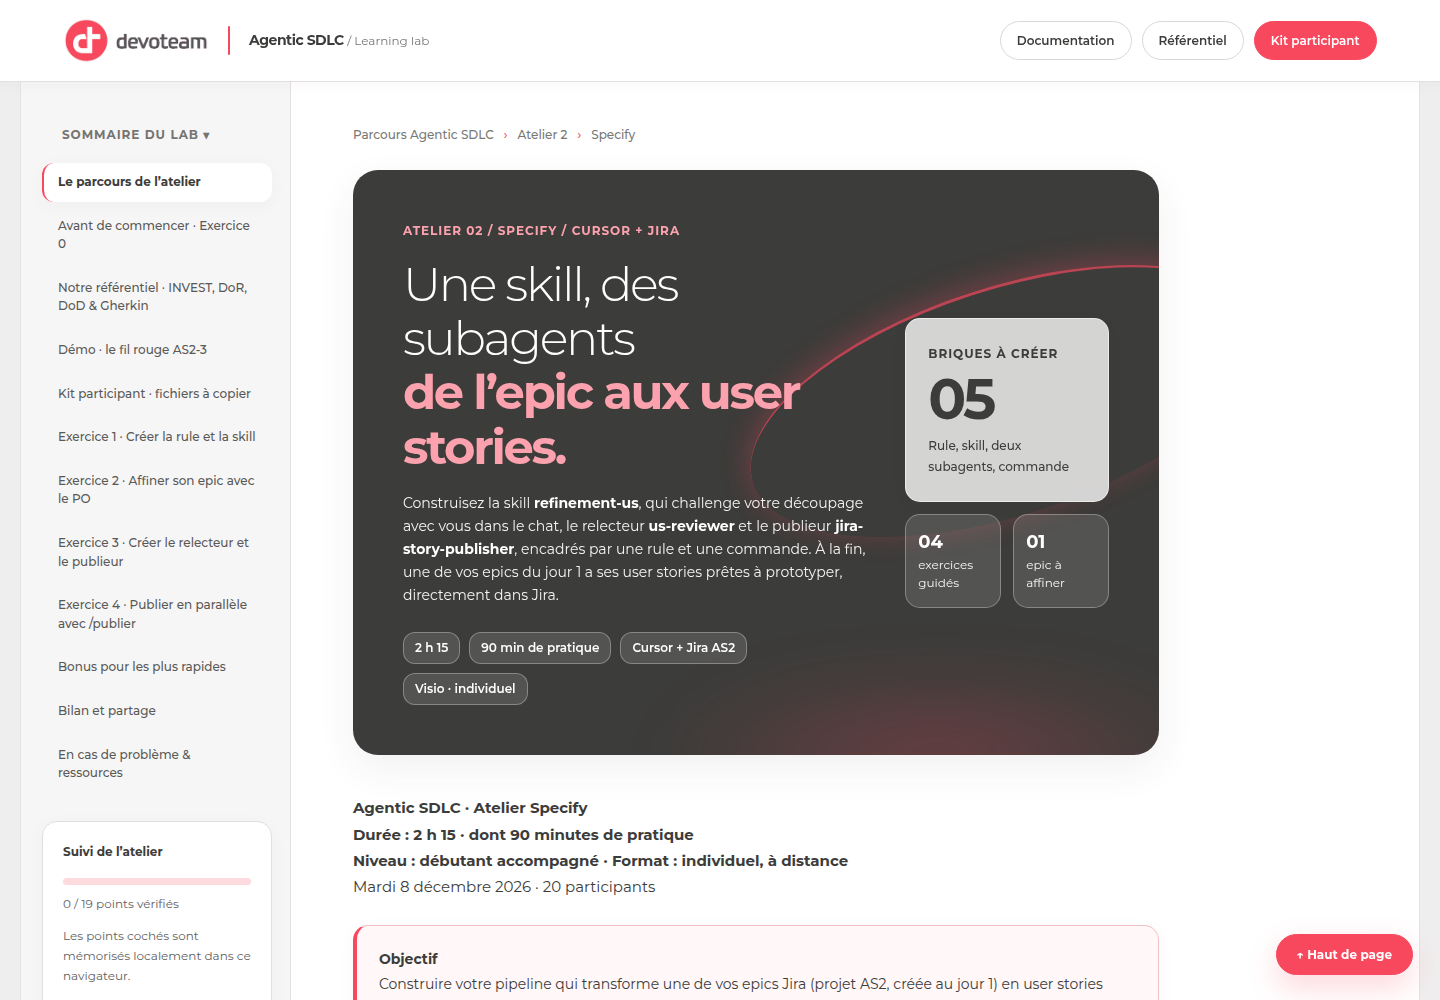 devoteam
Agentic SDLC / Learning lab
Documentation
Référentiel
Kit participant
SOMMAIRE DU LAB ▾
Le parcours de l’atelier
Avant de commencer · Exercice
0
Notre référentiel · INVEST, DoR,
DoD & Gherkin
Démo · le fil rouge AS2-3
Kit participant · fichiers à copier
Exercice 1 · Créer la rule et la skill
Exercice 2 · Affiner son epic avec
le PO
Exercice 3 · Créer le relecteur et
le publieur
Exercice 4 · Publier en parallèle
avec /publier
Bonus pour les plus rapides
Bilan et partage
En cas de problème &
ressources
Suivi de l’atelier
0 / 19 points vérifiés
Les points cochés sont
mémorisés localement dans ce
navigateur.
Parcours Agentic SDLC › Atelier 2 › Specify
ATELIER 02 / SPECIFY / CURSOR + JIRA
Une skill, des
subagents
de l’epic aux user
stories.
Construisez la skill refinement-us, qui challenge votre découpage
avec vous dans le chat, le relecteur us-reviewer et le publieur jira-
story-publisher, encadrés par une rule et une commande. À la fin,
une de vos epics du jour 1 a ses user stories prêtes à prototyper,
directement dans Jira.
2 h 15
90 min de pratique
Cursor + Jira AS2
Visio · individuel
BRIQUES À CRÉER
05
Rule, skill, deux
subagents, commande
04
exercices
guidés
01
epic à
affiner
Agentic SDLC · Atelier Specify
Durée : 2 h 15 · dont 90 minutes de pratique
Niveau : débutant accompagné · Format : individuel, à distance
Mardi 8 décembre 2026 · 20 participants
Objectif
Construire votre pipeline qui transforme une de vos epics Jira (projet AS2, créée au jour 1) en user stories
↑ Haut de page